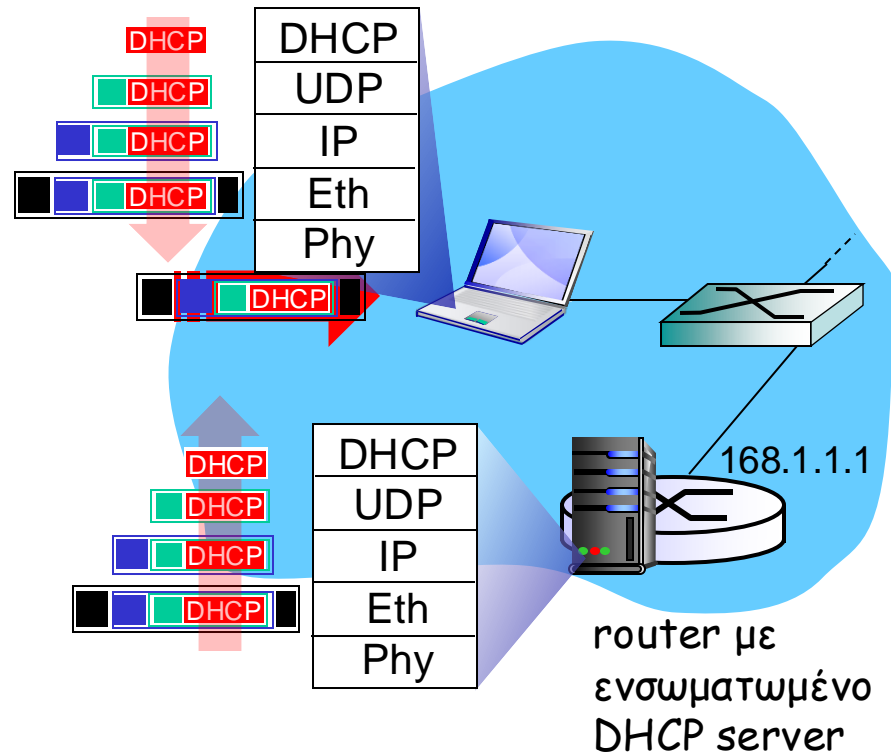 DHCP
DHCP
DHCP
DHCP
DHCP
DHCP
UDP
IP
Eth
Phy
DHCP
DHCP
DHCP
DHCP
DHCP
UDP
IP
Eth
Phy
168.1.1.1
router με
ενσωματωμένο
DHCP server